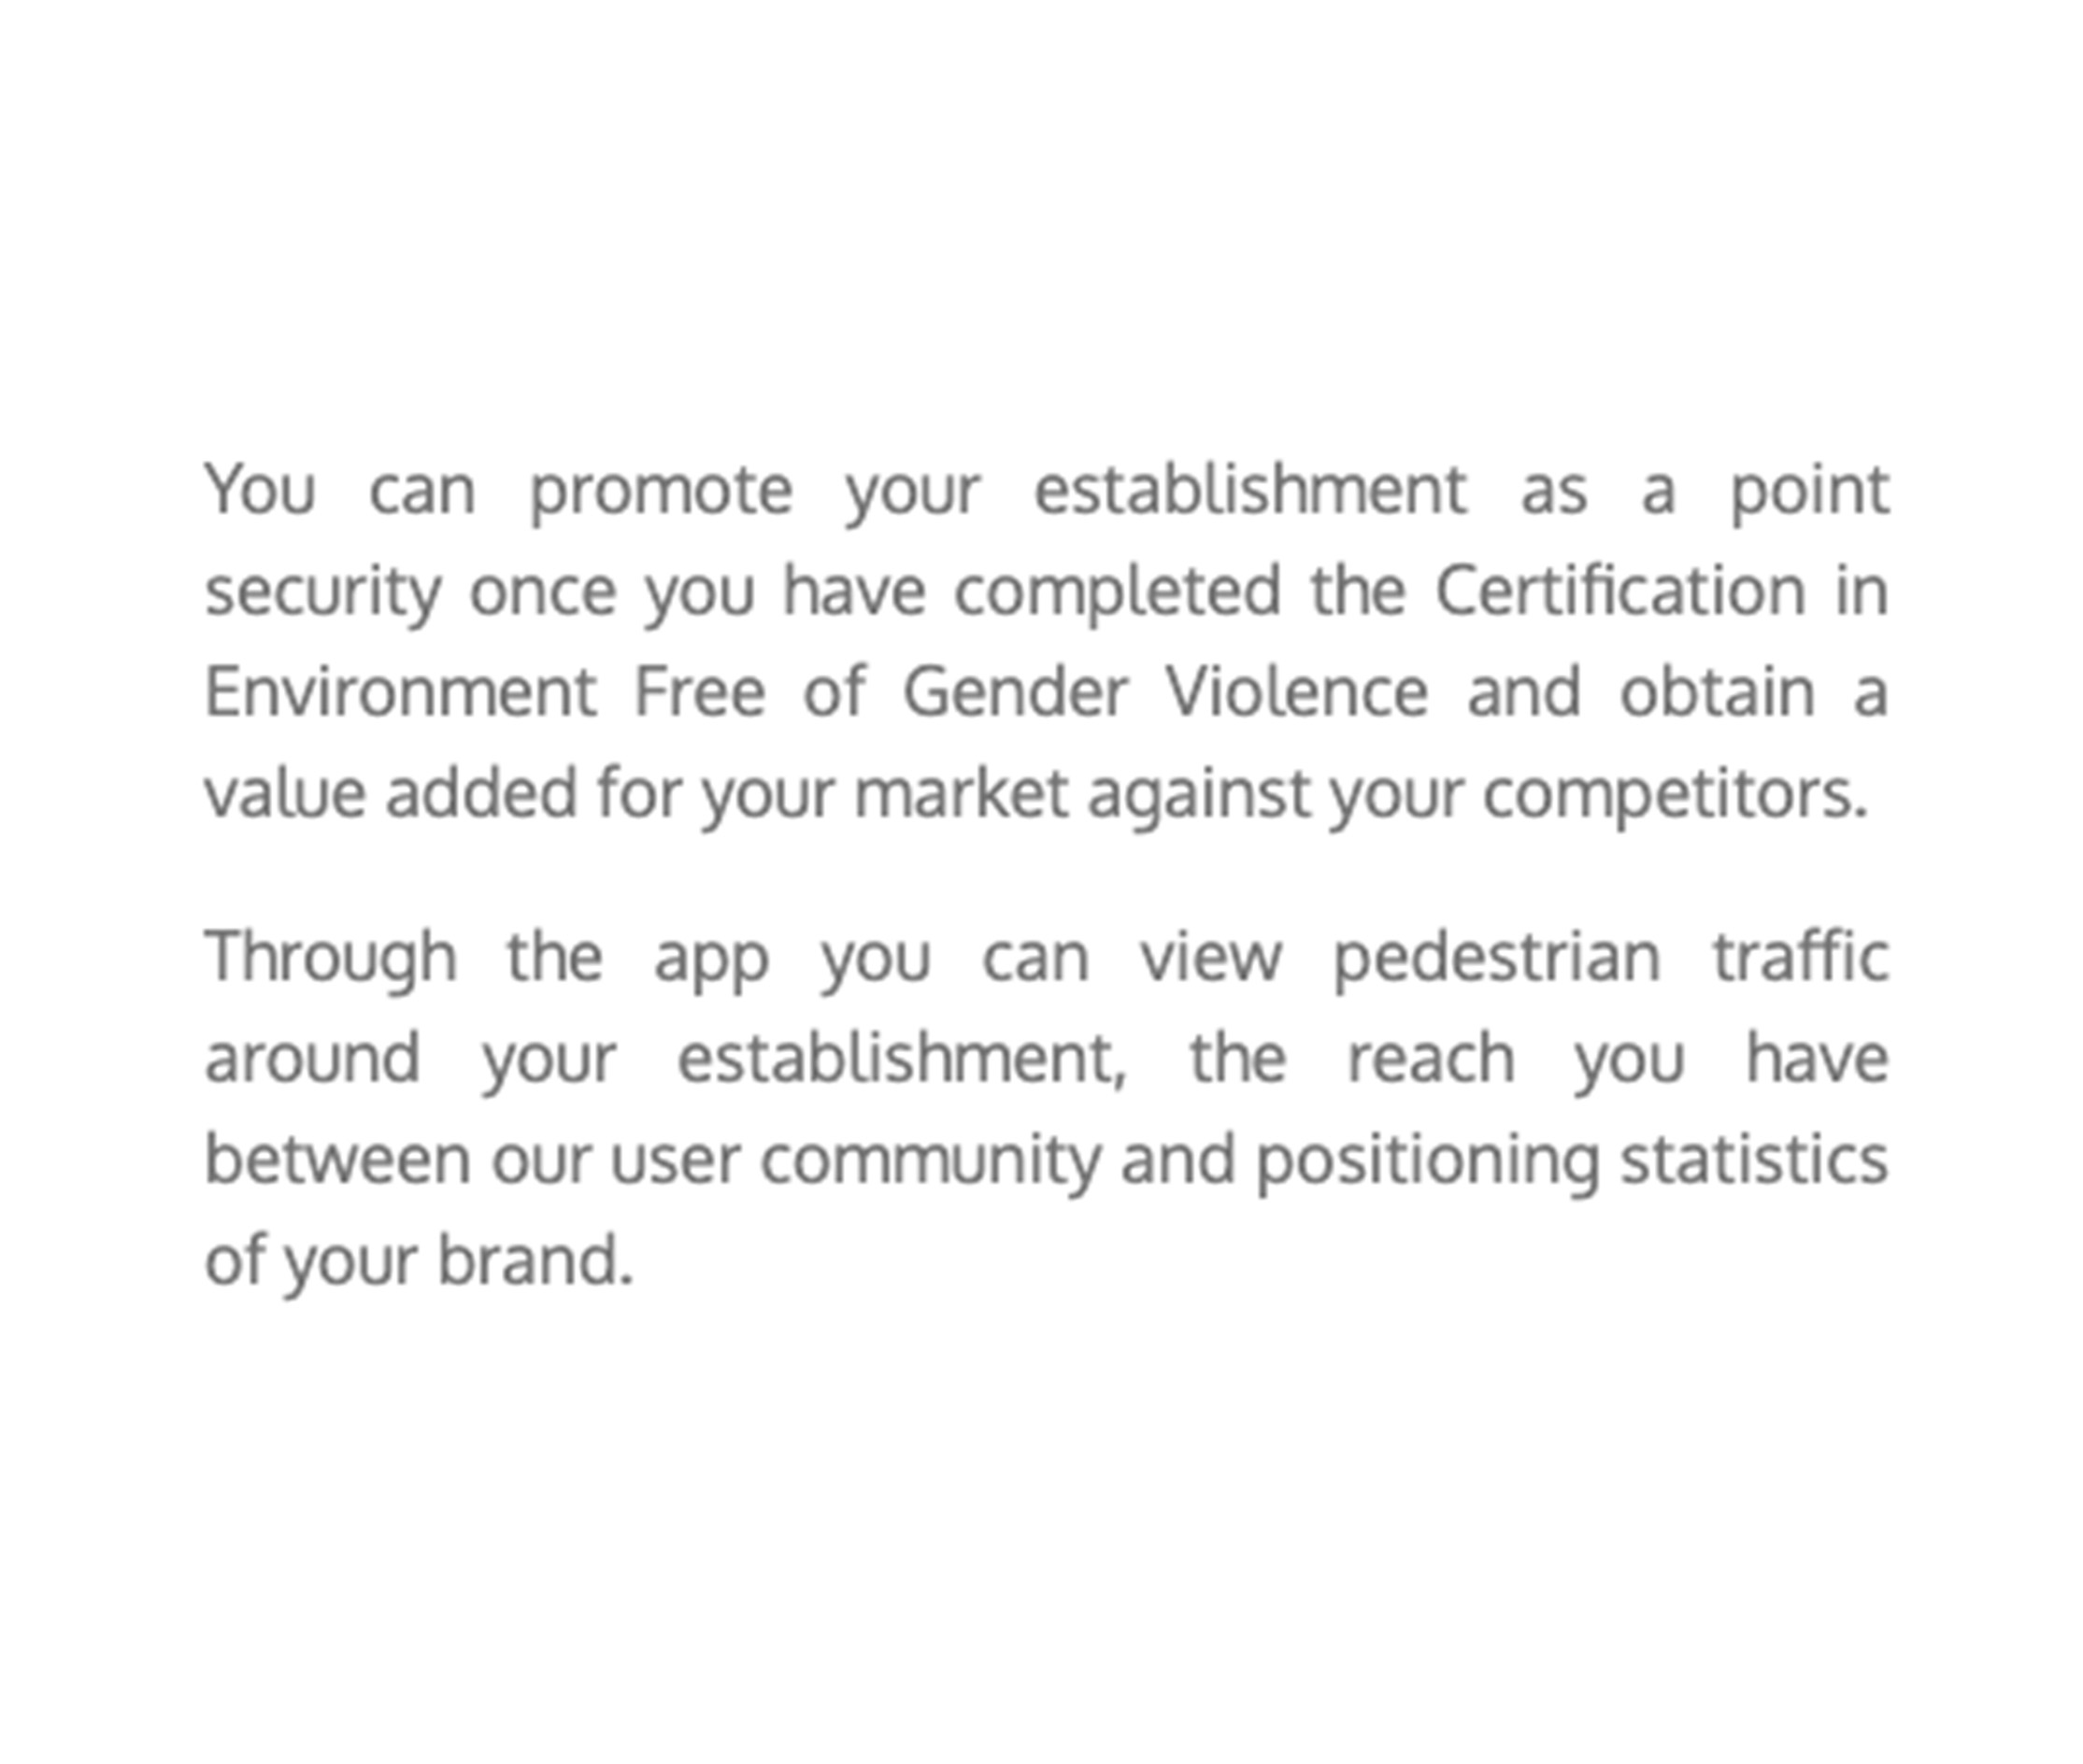 You can promote your establishment as a point
security once you have completed the Certification in
Environment Free of Gender Violence and obtain a
value added for your market against your competitors.
Through the app you can view pedestrian traffic
around your establishment, the reach you have
between our user community and positioning statistics
of your brand.